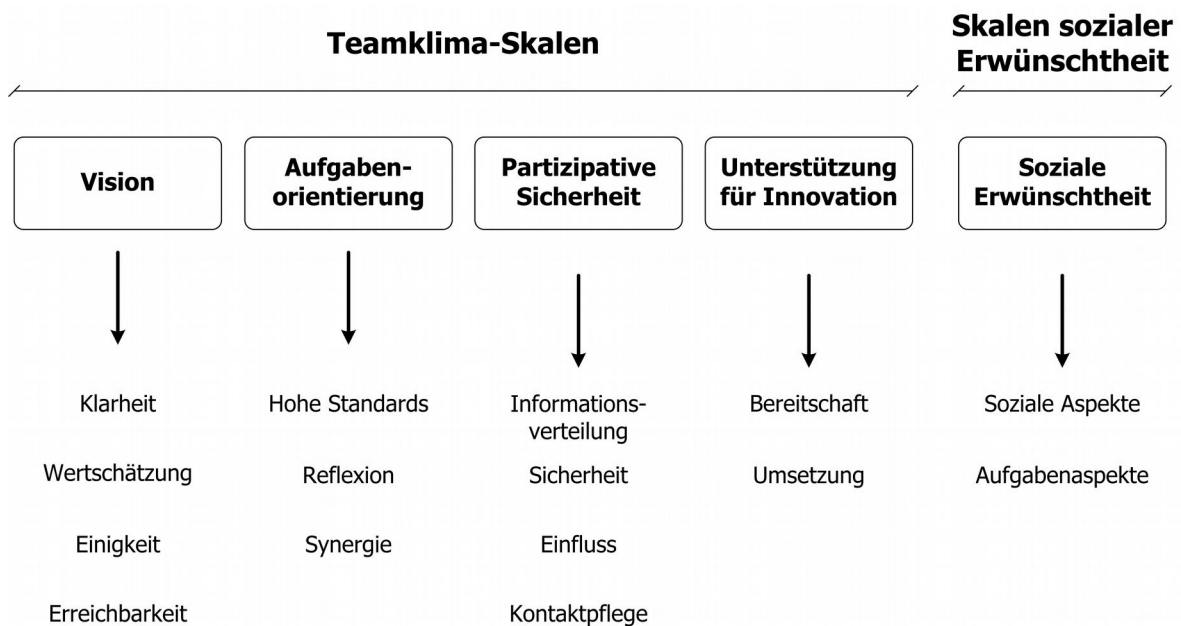 Teamklima-Skalen
Skalen sozialer
Erwünschtheit
Vision
Aufgaben-
orientierung
Partizipative
Sicherheit
Unterstützung
für Innovation
Soziale
Erwünschtheit
Klarheit
Wertschätzung
Einigkeit
Erreichbarkeit
Hohe Standards
Reflexion
Synergie
Informations-
verteilung
Sicherheit
Einfluss
Kontaktpflege
Bereitschaft
Umsetzung
Soziale Aspekte
Aufgabenaspekte